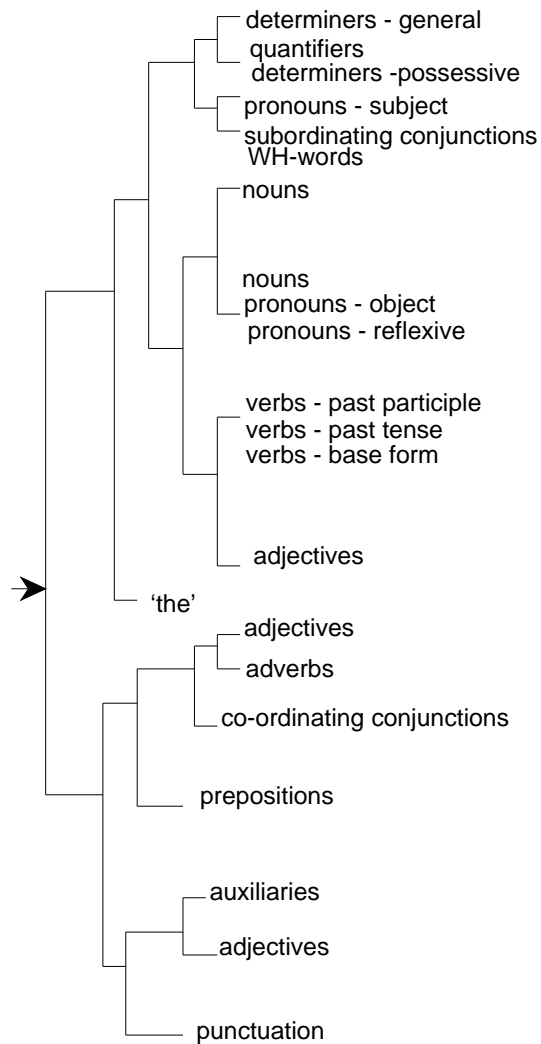 determiners - general
quantifiers
determiners -possessive
pronouns - subject
subordinating conjunctions
WH-words
nouns
nouns
pronouns - object
pronouns - reflexive
verbs - past participle
verbs - past tense
verbs - base form
adjectives
‘the’
adjectives
adverbs
co-ordinating conjunctions
prepositions
auxiliaries
adjectives
punctuation